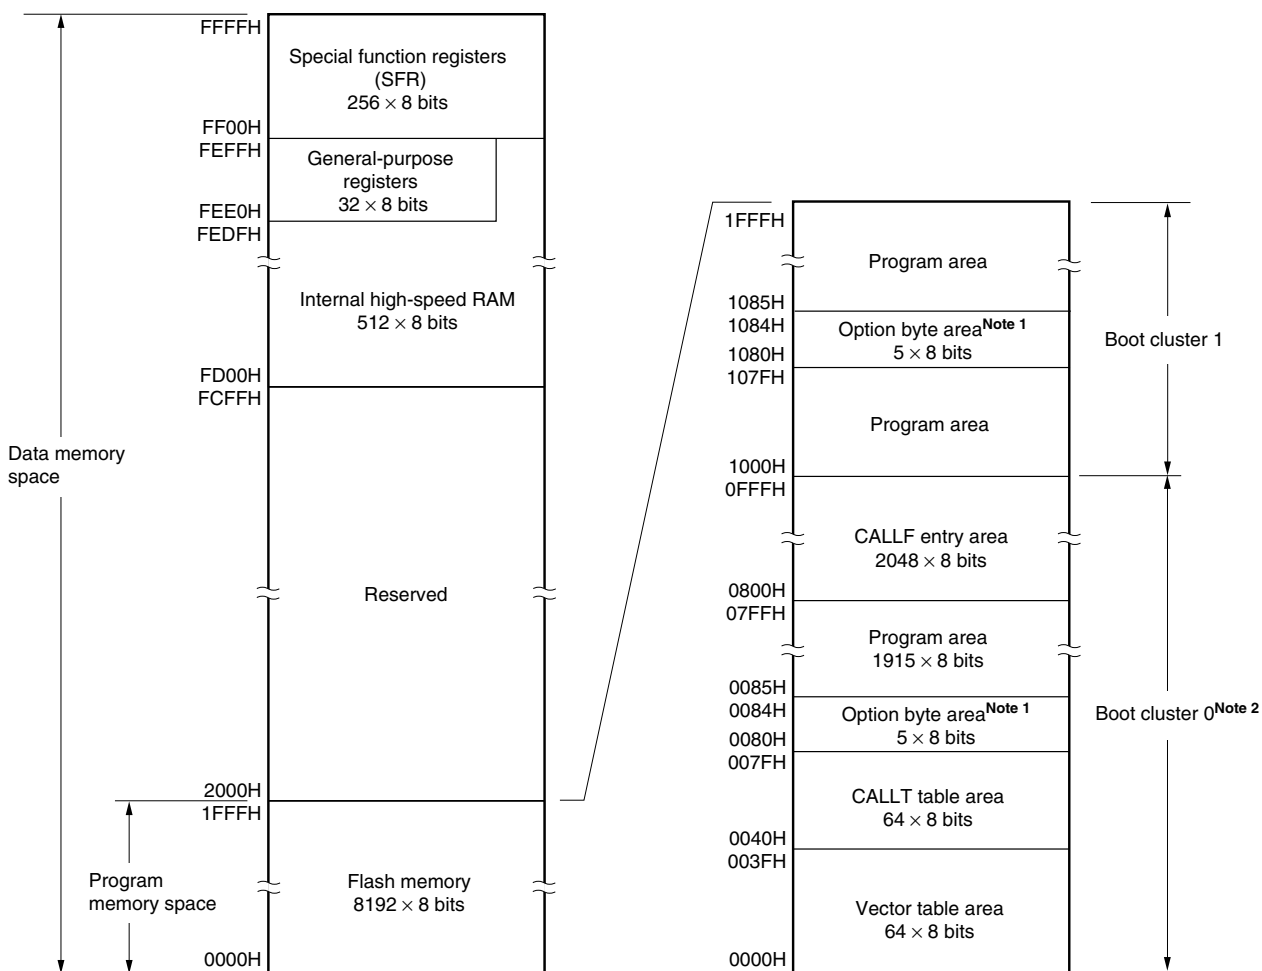 FFFFH
Special function registers
(SFR)
256 × 8 bits
FF00H
FEFFH
General-purpose
registers
32 × 8 bits
FEE0H
FEDFH
Internal high-speed RAM
512 × 8 bits
FD00H
FCFFH
Data memory
space
Reserved
2000H
1FFFH
Program
memory space
Flash memory
8192 × 8 bits
0000H
1FFFH
Program area
1085H
1084H
Option byte areaNote 1
5 × 8 bits
1080H
107FH
Boot cluster 1
Program area
1000H
0FFFH
CALLF entry area
2048 × 8 bits
0800H
07FFH
Program area
1915 × 8 bits
0085H
0084H
Option byte areaNote 1
5 × 8 bits
0080H
007FH
Boot cluster 0Note 2
CALLT table area
64 × 8 bits
0040H
003FH
Vector table area
64 × 8 bits
0000H